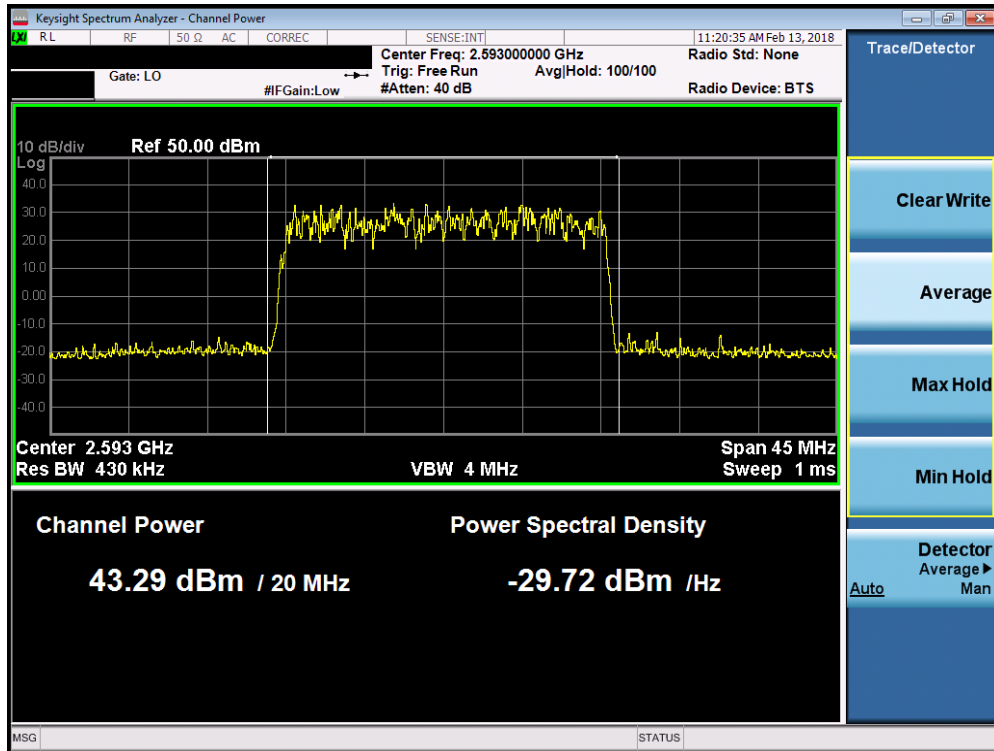 Keysight Spectrum Analyzer - Channel Power
LXI RL RF 50 Ω AC CORREC SENSE:INT 11:20:35 AM Feb 13, 2018
Center Freq: 2.593000000 GHz Radio Std: None
Gate: LO Trig: Free Run Avg|Hold: 100/100
#IFGain:Low #Atten: 40 dB Radio Device: BTS
Trace/Detector
10 dB/div Ref 50.00 dBm
Log
40.0
30.0
20.0
10.0
0.00
-10.0
-20.0
-30.0
-40.0
Center 2.593 GHz Span 45 MHz
Res BW 430 kHz VBW 4 MHz Sweep 1 ms
Channel Power Power Spectral Density
43.29 dBm / 20 MHz -29.72 dBm /Hz
Clear Write
Average
Max Hold
Min Hold
Detector
Average▶
Auto Man
MSG STATUS